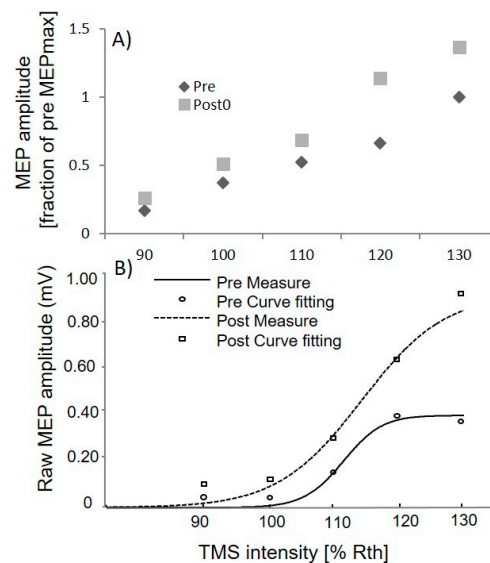 A)
MEP amplitude
[fraction of pre MEPmax]
1.5
1
0.5
0
Pre
Post0
90 100 110 120 130
B)
Raw MEP amplitude (mV)
1.00
0.80
0.60
0.40
0.20
0
Pre Measure
Pre Curve fitting
Post Measure
Post Curve fitting
90 100 110 120 130
TMS intensity [% Rth]